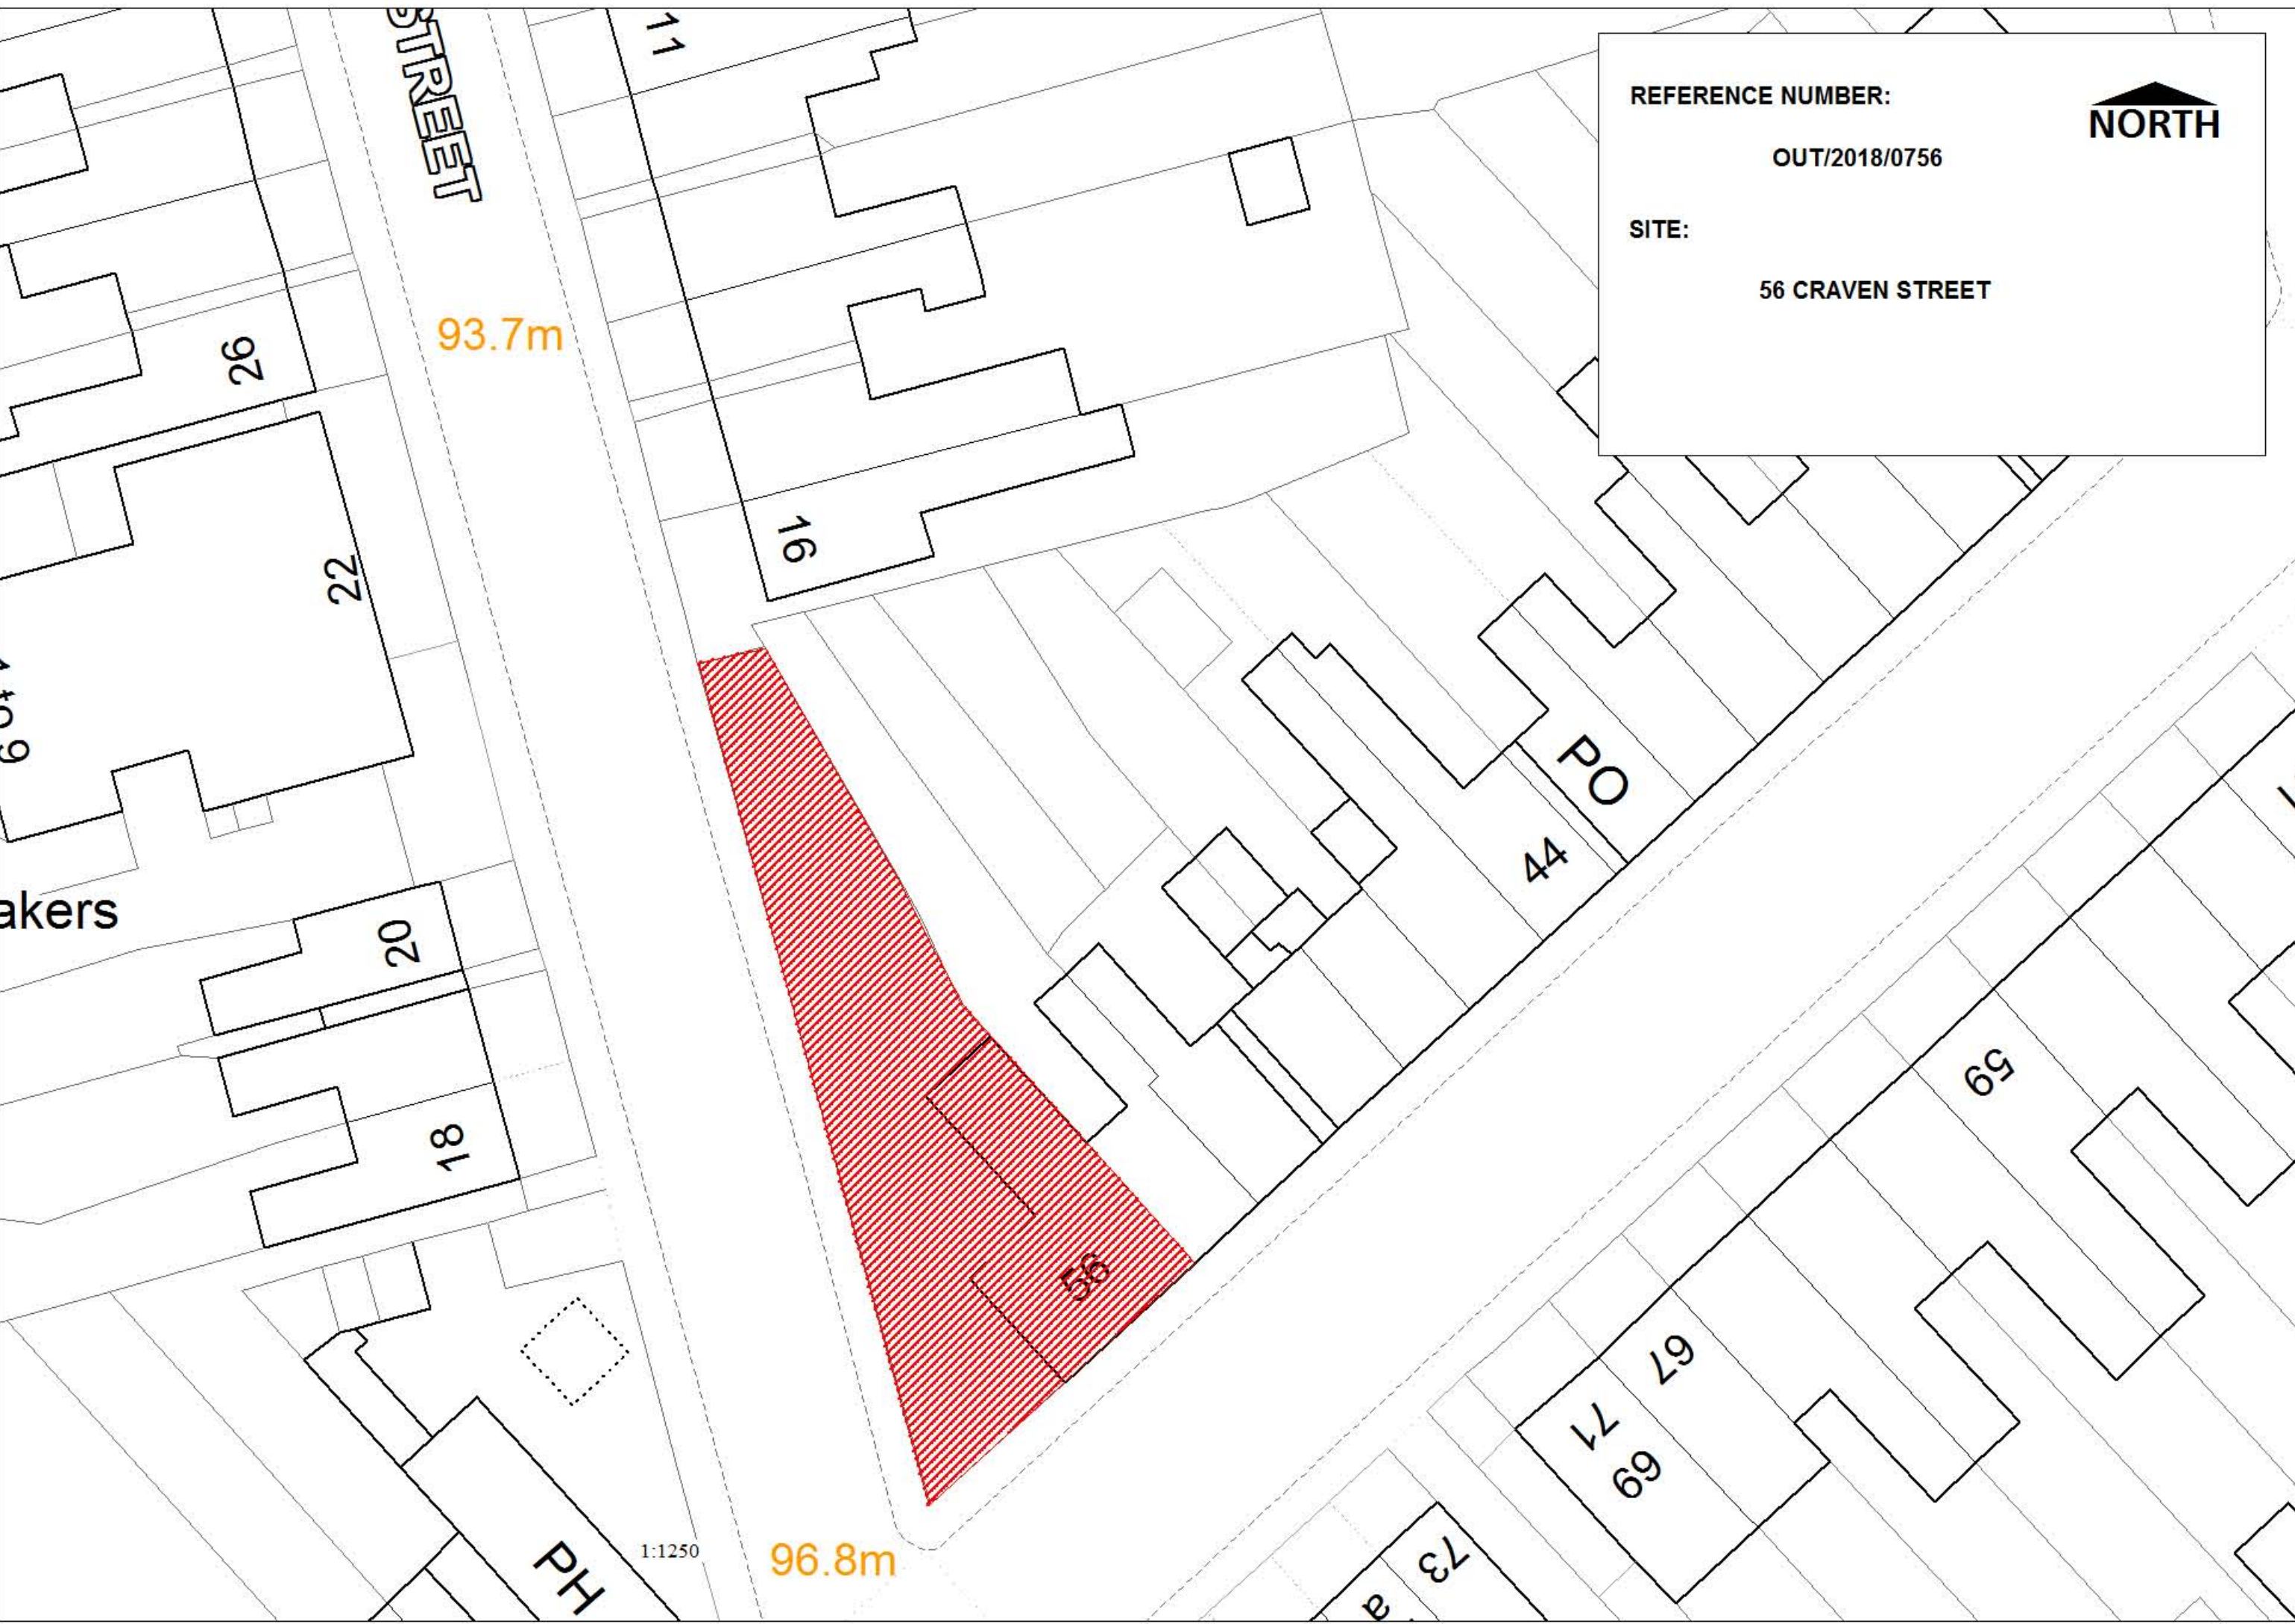 STREET
11
REFERENCE NUMBER:
NORTH
OUT/2018/0756
SITE:
56 CRAVEN STREET
93.7m
26
16
22
PO
44
akers
20
59
18
56
67
71
69
73
a
PH
1:1250
96.8m